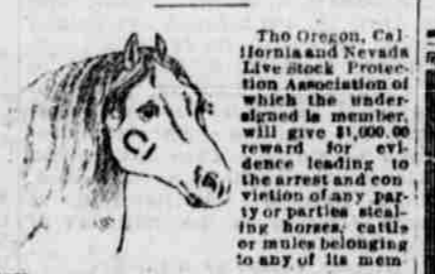 The Oregon, Cal-
ifornia and Nevada
Live Stock Protec-
tion Association of
which the under-
signed is member,
will give $1,000.00
reward for evi-
dence leading to
the arrest and con
viction of any par-
ty or parties steal-
ing horses, cattle
or mules belonging
to any of its mem